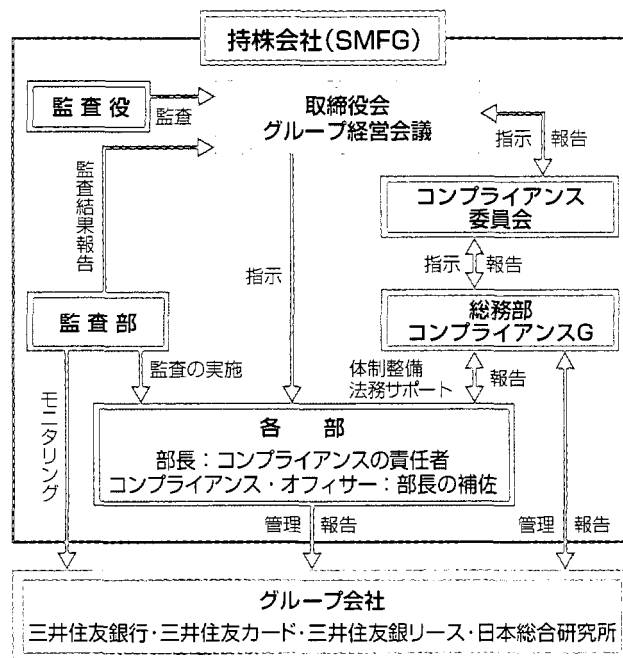 持株会社(SMFG)
監査役
監査
取締役会
グループ経営会議
指示 報告
監査結果報告
コンプライアンス
委員会
指示
指示 報告
監査部
総務部
コンプライアンスG
監査の実施
体制整備
法務サポート
報告
モニタリング
各部
部長:コンプライアンスの責任者
コンプライアンス・オフィサー:部長の補佐
管理 報告
管理 報告
グループ会社
三井住友銀行・三井住友カード・三井住友銀リース・日本総合研究所